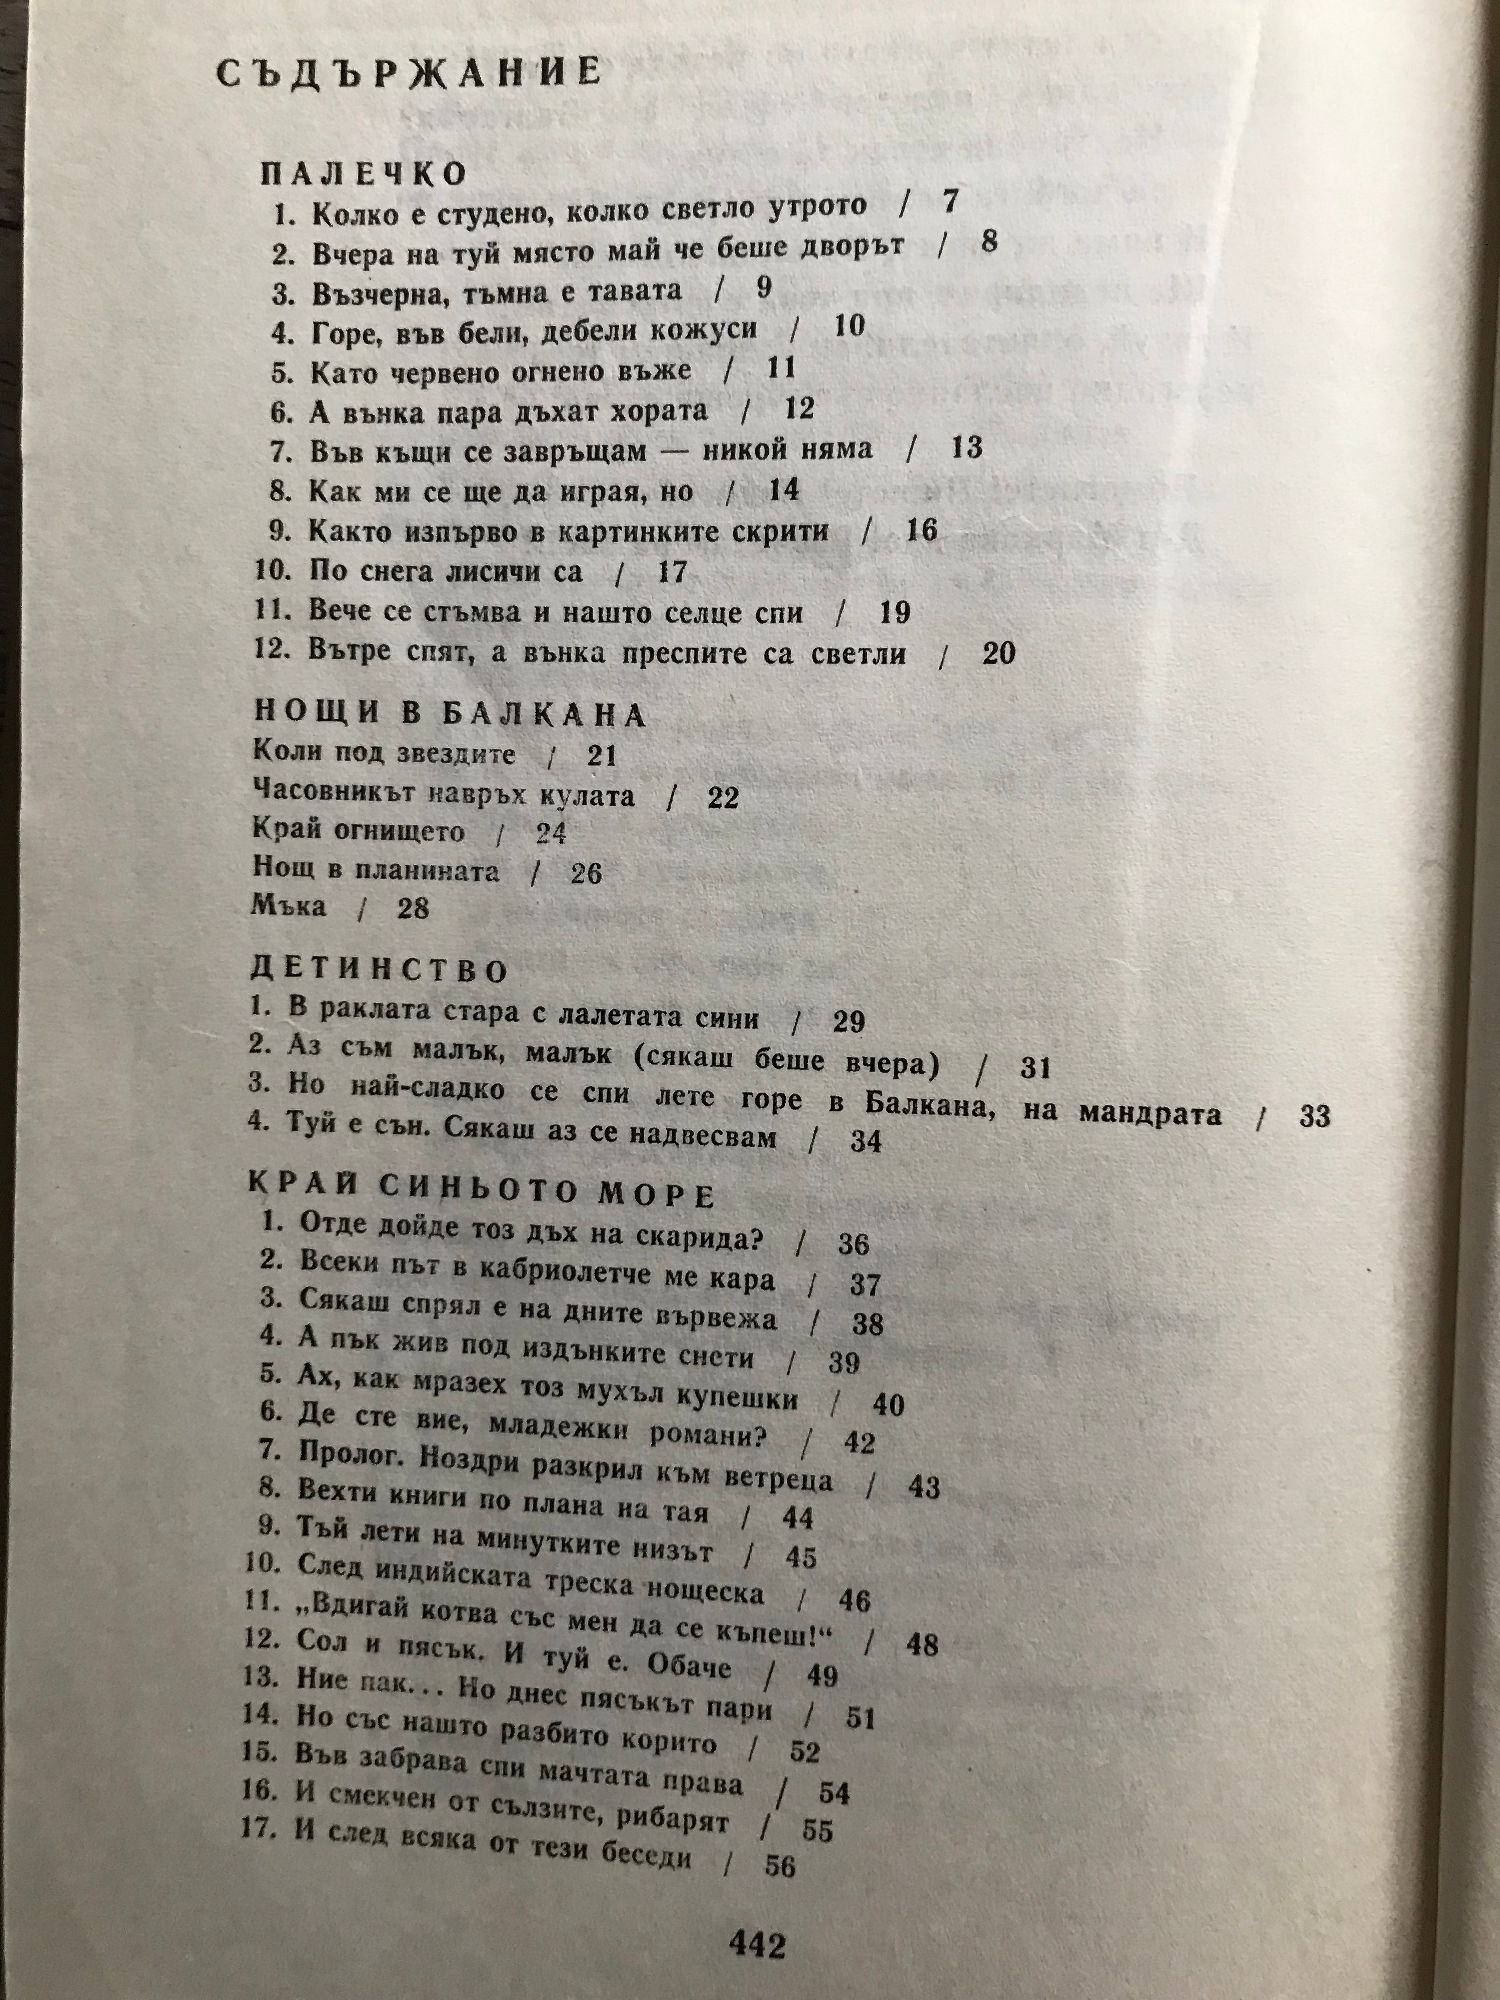 СЪДЪРЖАНИЕ
ПАЛЕЧКО
1. Колко е студено, колко светло утрото / 7
2. Вчера на туй място май че беше дворът / 8
3. Възчерна, тъмна е тавата / 9
4. Горе, във бели, дебели кожуси / 10
5. Като червено огнено въже / 11
6. А вънка пара дъхат хората / 12
7. Във къщи се завръщам — никой няма / 13
8. Как ми се ще да играя, но / 14
9. Както изпърво в картинките скрити / 16
10. По снега лисичи са / 17
11. Вече се стъмва и нашто селце спи / 19
12. Вътре спят, а вънка преспите са светли / 20
НОЩИ В БАЛКАНА
Коли под звездите / 21
Часовникът навръх кулата / 22
Край огнището / 24
Нощ в планината / 26
Мъка / 28
ДЕТИНСТВО
1. В раклата стара с лалетата сини / 29
2. Аз съм малък, малък (сякаш беше вчера) / 31
3. Но най-сладко се спи лете горе в Балкана, на мандрата / 33
4. Туй е сън. Сякаш аз се надвесвам / 34
КРАЙ СИНЬОТО МОРЕ
1. Отде дойде тоз дъх на скарида? / 36
2. Всеки път в кабриолетче ме кара / 37
3. Сякаш спрял е на дните вървежа / 38
4. А пък жив под издънките снети / 39
5. Ах, как мразех тоз мухъл купешки / 40
6. Де сте вие, младежки романи? / 42
7. Пролог. Ноздри разкрил към ветреца / 43
8. Вехти книги по плана на тая / 44
9. Тъй лети на минутките низът / 45
10. След индийската треска нощеска / 46
11. „Вдигай котва със мен да се къпеш!“ / 48
12. Сол и пясък. И туй е. Обаче / 49
13. Ние пак... Но днес пясъкът пари / 51
14. Но със нашто разбито корито / 52
15. Във забрава спи мачтата права / 54
16. И смекчен от сълзите, рибарят / 55
17. И след всяка от тези беседи / 56
442